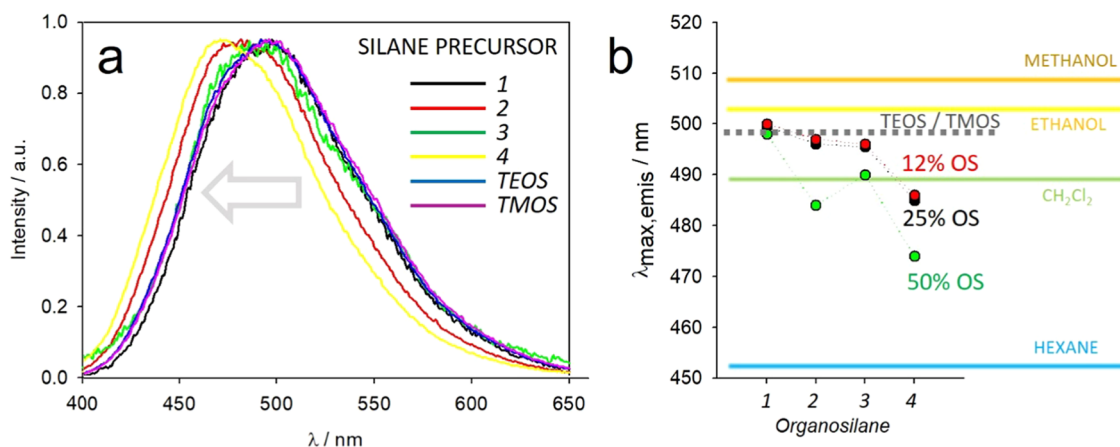 a
SILANE PRECURSOR
1
2
3
4
TEOS
TMOS
Intensity / a.u.
1.0
0.8
0.6
0.4
0.2
0.0
400
450
500
550
600
650
λ / nm
b
λmax,emis / nm
520
510
500
490
480
470
460
450
METHANOL
TEOS / TMOS
ETHANOL
12% OS
CH₂Cl₂
25% OS
50% OS
HEXANE
1
2
3
4
Organosilane